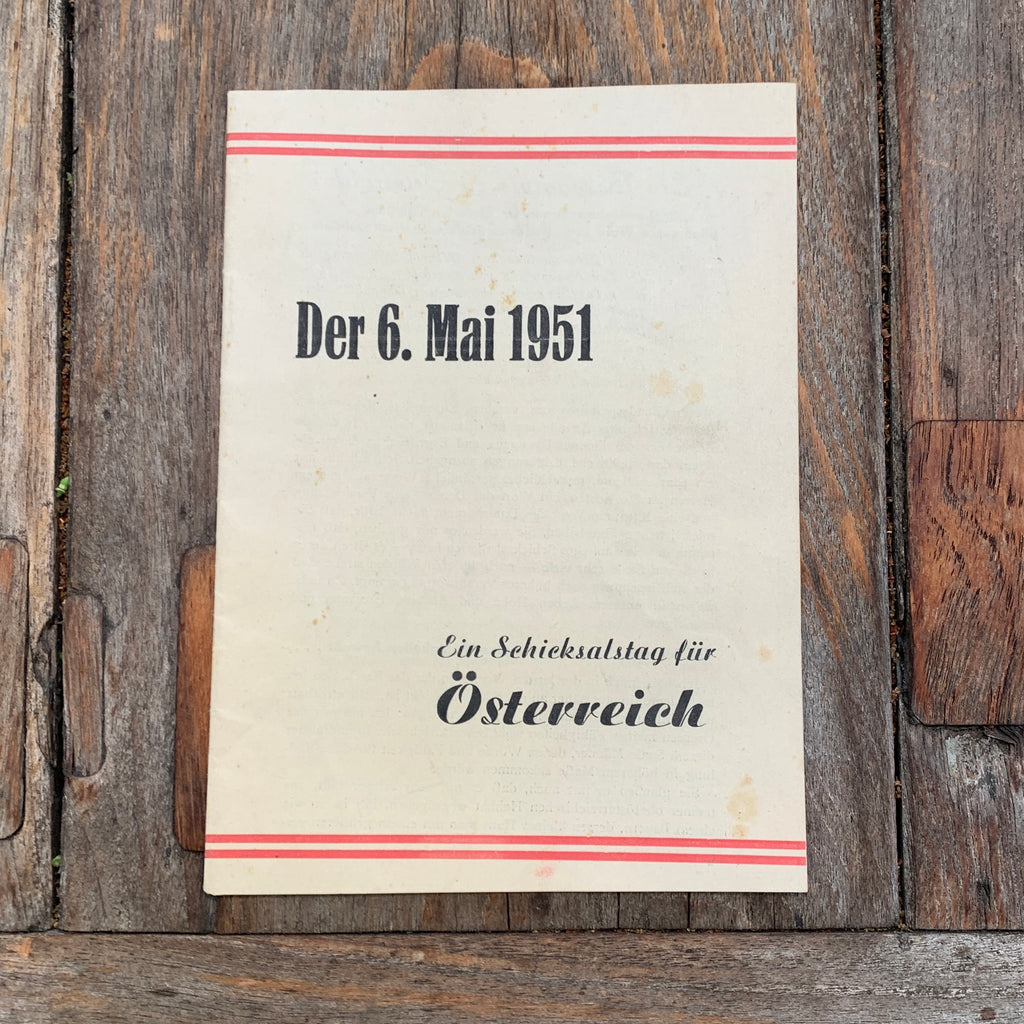 Der 6. Mai 1951
Ein Schicksalstag für
Österreich